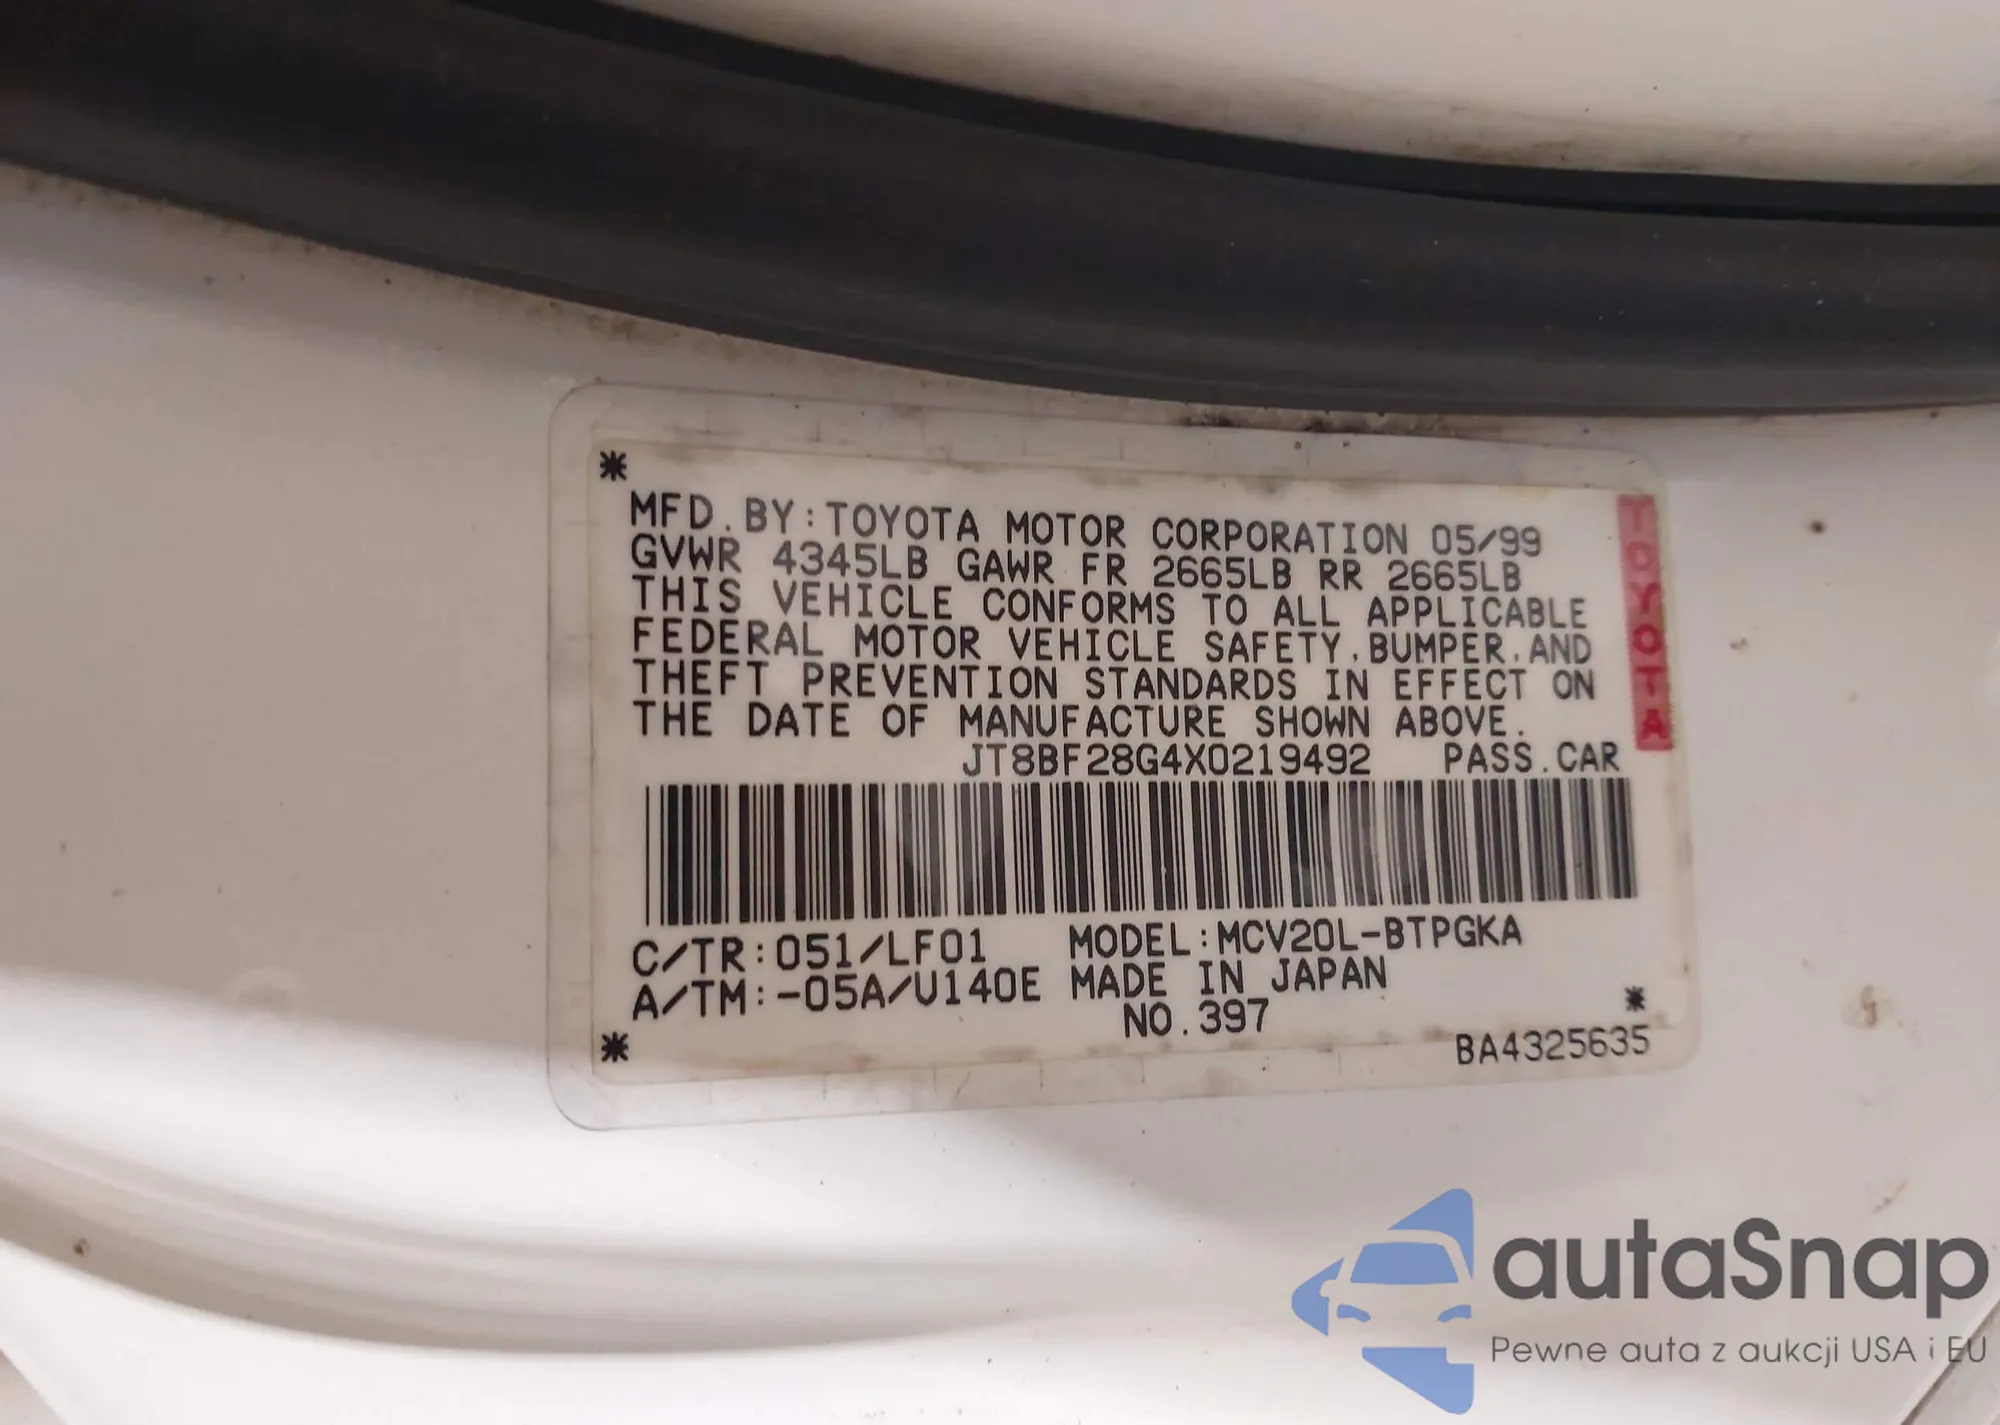 *
MFD.BY:TOYOTA MOTOR CORPORATION 05/99
GVWR 4345LB GAWR FR 2665LB RR 2665LB
THIS VEHICLE CONFORMS TO ALL APPLICABLE
FEDERAL MOTOR VEHICLE SAFETY,BUMPER,AND
THEFT PREVENTION STANDARDS IN EFFECT ON
THE DATE OF MANUFACTURE SHOWN ABOVE.
JT8BF28G4X0219492 PASS.CAR
TOYOTA
C/TR:051/LF01 MODEL:MCV20L-BTPGKA
A/TM:-05A/U140E MADE IN JAPAN
NO.397
*
* BA4325635
autaSnap
Pewne auta z aukcji USA i EU